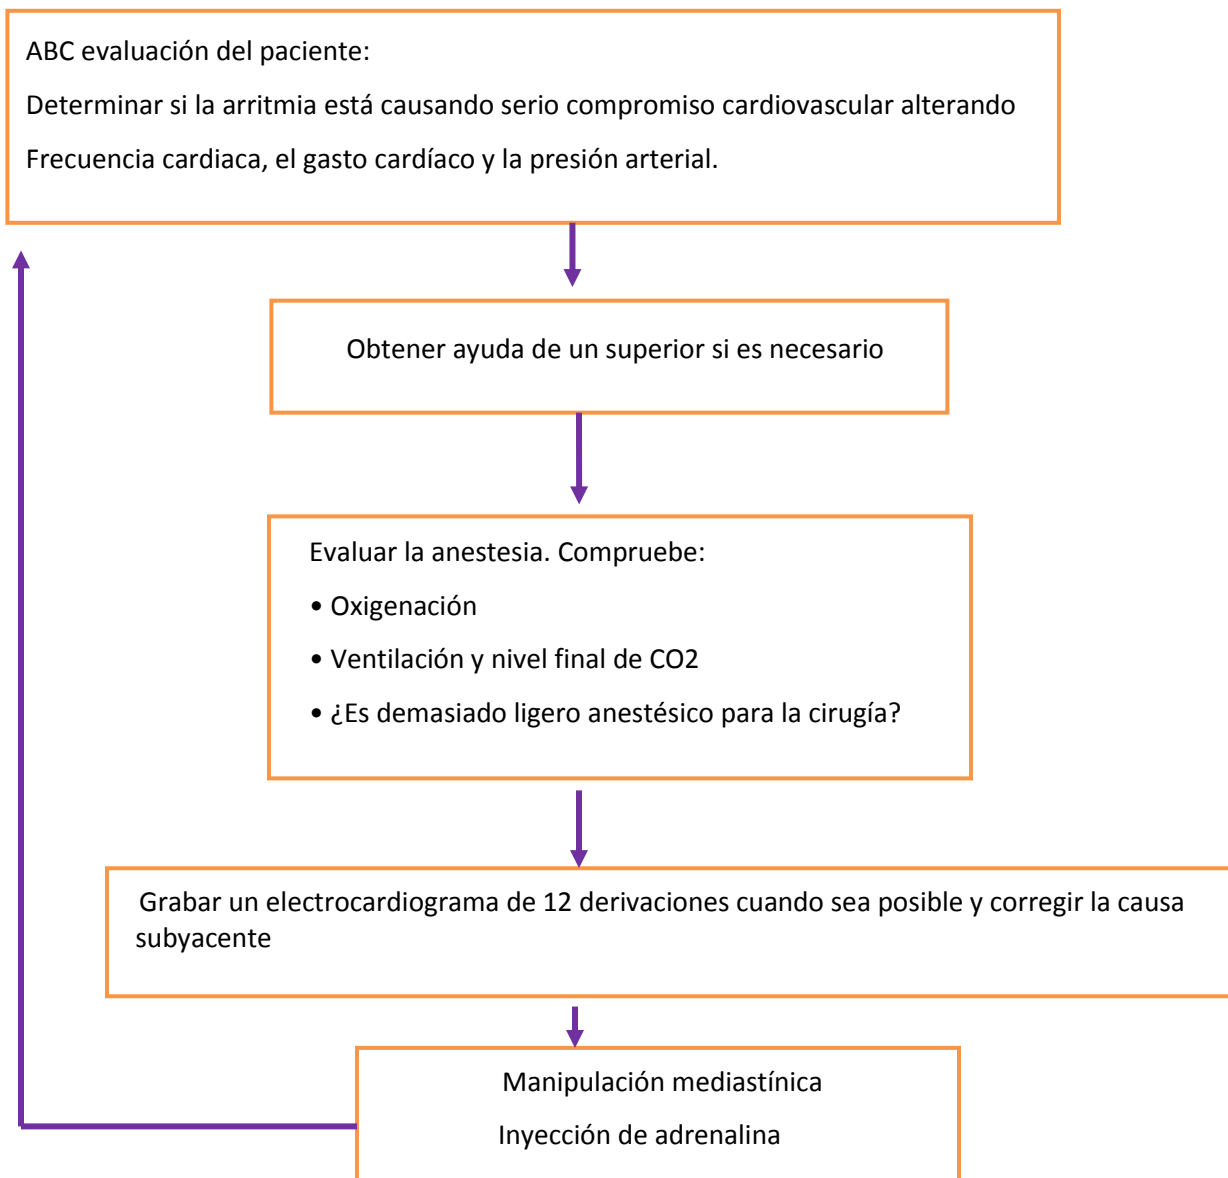 ABC evaluación del paciente:
Determinar si la arritmia está causando serio compromiso cardiovascular alterando
Frecuencia cardiaca, el gasto cardíaco y la presión arterial.
Obtener ayuda de un superior si es necesario
Evaluar la anestesia. Compruebe:
• Oxigenación
• Ventilación y nivel final de CO2
• ¿Es demasiado ligero anestésico para la cirugía?
Grabar un electrocardiograma de 12 derivaciones cuando sea posible y corregir la causa
subyacente
Manipulación mediastínica
Inyección de adrenalina